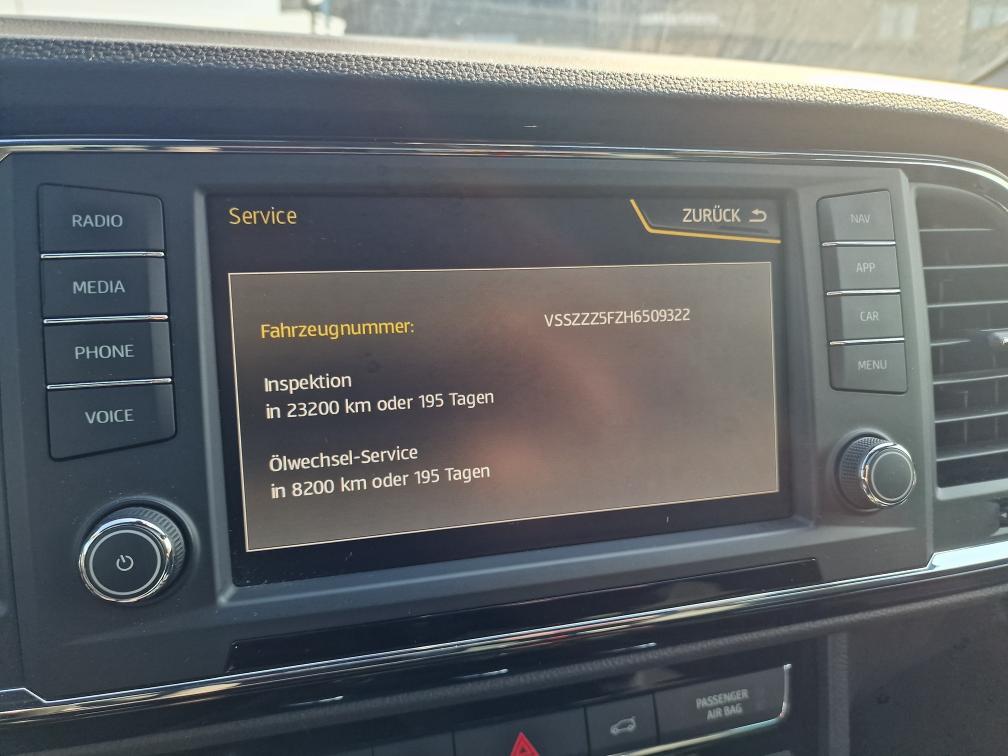 Service
ZURÜCK
RADIO
MEDIA
PHONE
VOICE
NAV
APP
CAR
MENU
Fahrzeugnummer: VSSZZZ5FZH6509322
Inspektion
in 23200 km oder 195 Tagen
Ölwechsel-Service
in 8200 km oder 195 Tagen
PASSENGER
AIR BAG